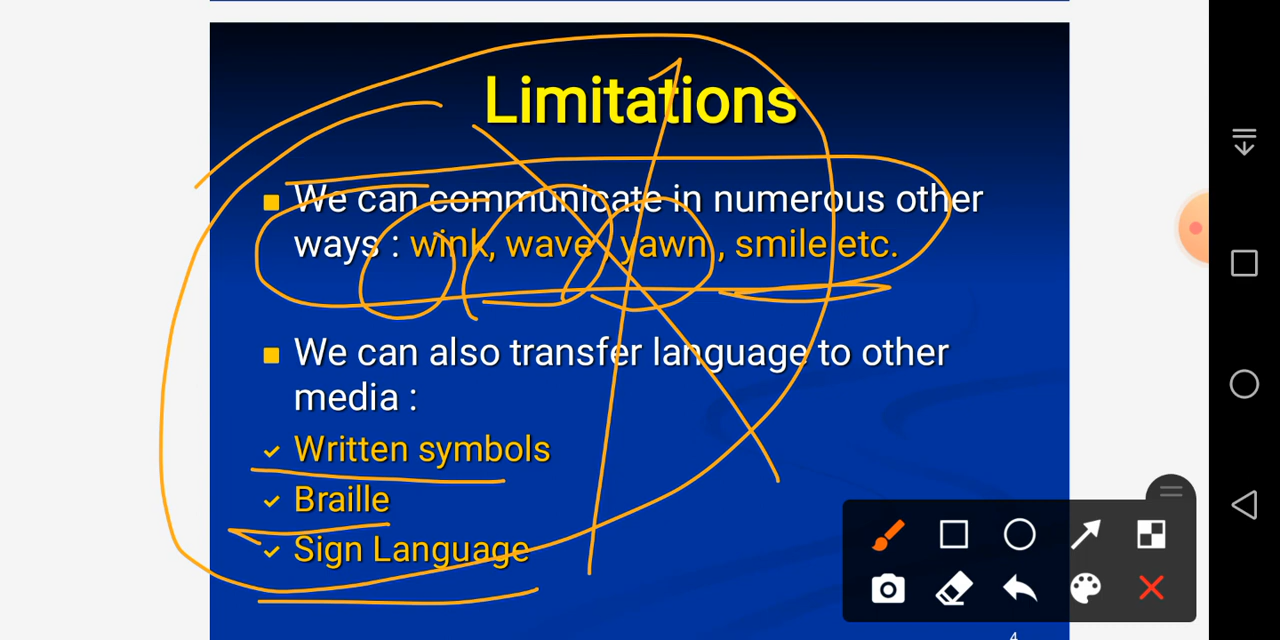 Limitations
We can communicate in numerous other
ways : wink, wave, yawn , smile etc.
We can also transfer language to other
media :
Written symbols
Braille
Sign Language
4